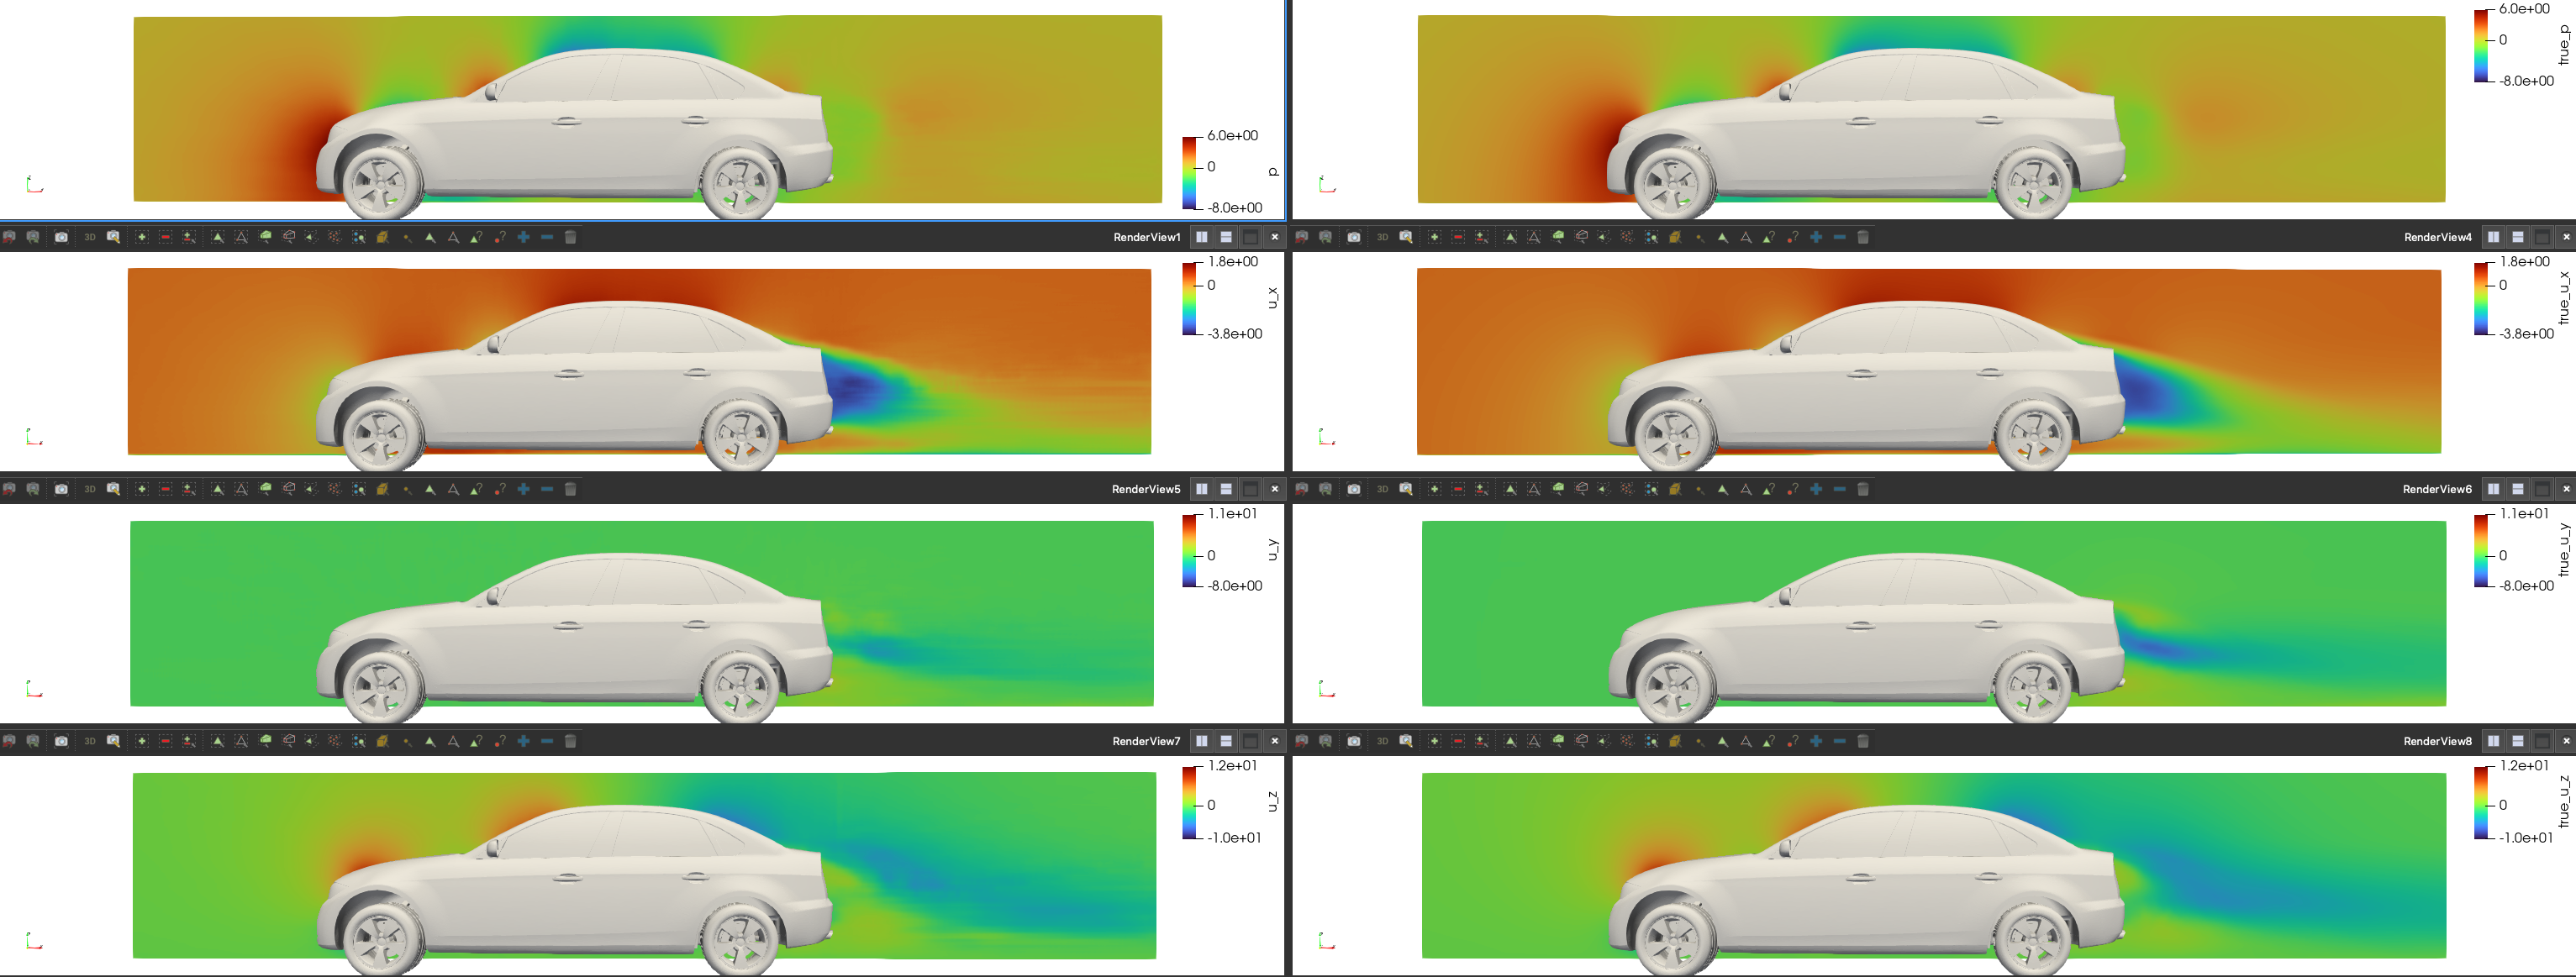 6.0e+00
0
-8.0e+00
p
6.0e+00
0
-8.0e+00
true_p
3D
RenderView1
3D
RenderView4
1.8e+00
0
-3.8e+00
u_x
1.8e+00
0
-3.8e+00
true_u_x
3D
RenderView5
3D
RenderView6
1.1e+01
0
-8.0e+00
u_y
1.1e+01
0
-8.0e+00
true_u_y
3D
RenderView7
3D
RenderView8
1.2e+01
0
-1.0e+01
u_z
1.2e+01
0
-1.0e+01
true_u_z